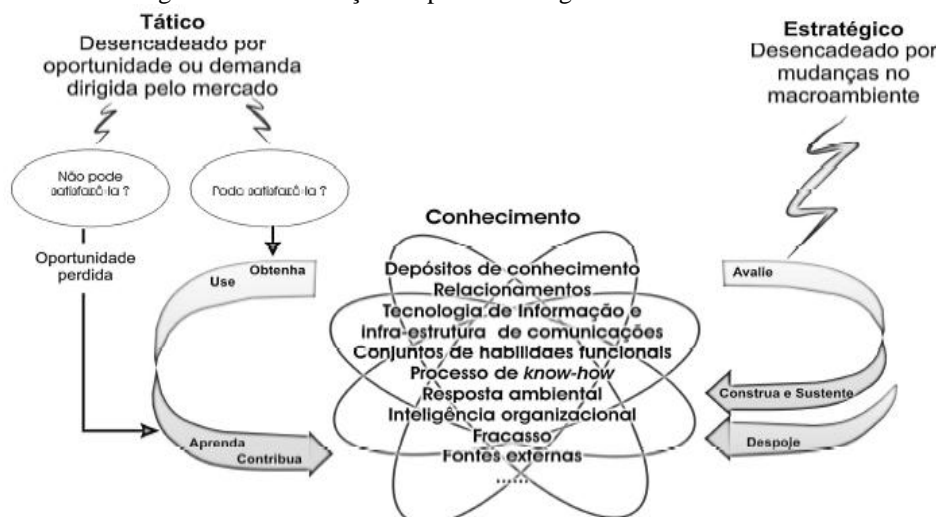 Tático
Desencadeado por
oportunidade ou demanda
dirigida pelo mercado
Estratégico
Desencadeado por
mudanças no
macroambiente
Não pode
satisfazê-la ?
Pode satisfazê-la ?
Oportunidade
perdida
Obtenha
Use
Aprenda
Contribua
Conhecimento
Depósitos de conhecimento
Relacionamentos
Tecnologia de Informação e
infra-estrutura de comunicações
Conjuntos de habilidaes funcionais
Processo de know-how
Resposta ambiental
Inteligência organizacional
Fracasso
Fontes externas
......
Avalie
Construa e Sustente
Despoje